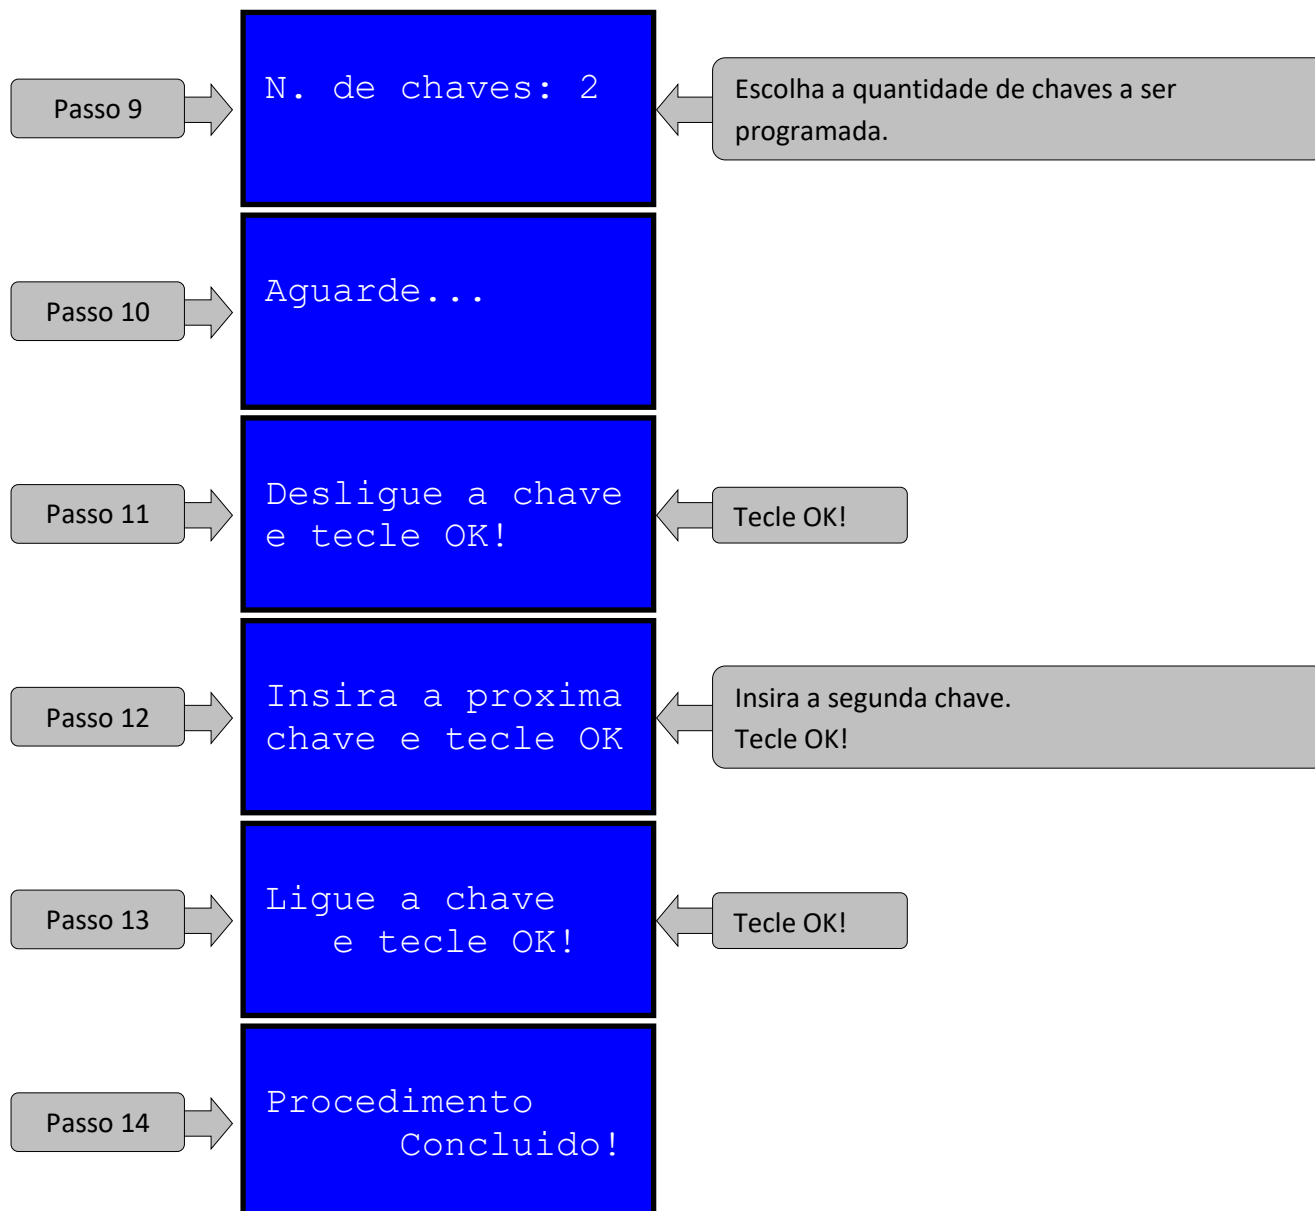 Passo 9
N. de chaves: 2
Escolha a quantidade de chaves a ser
programada.
Passo 10
Aguarde...
Passo 11
Desligue a chave
e tecle OK!
Tecle OK!
Passo 12
Insira a proxima
chave e tecle OK
Insira a segunda chave.
Tecle OK!
Passo 13
Ligue a chave
e tecle OK!
Tecle OK!
Passo 14
Procedimento
Concluido!